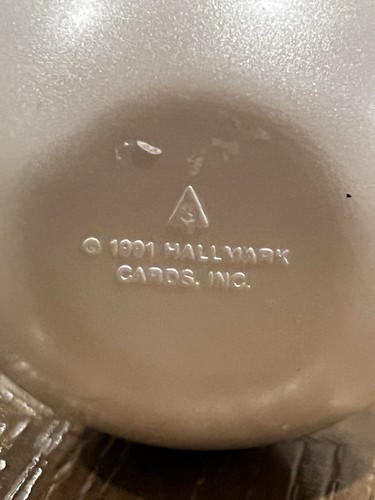 © 1991 HALLMARK
CARDS, INC.